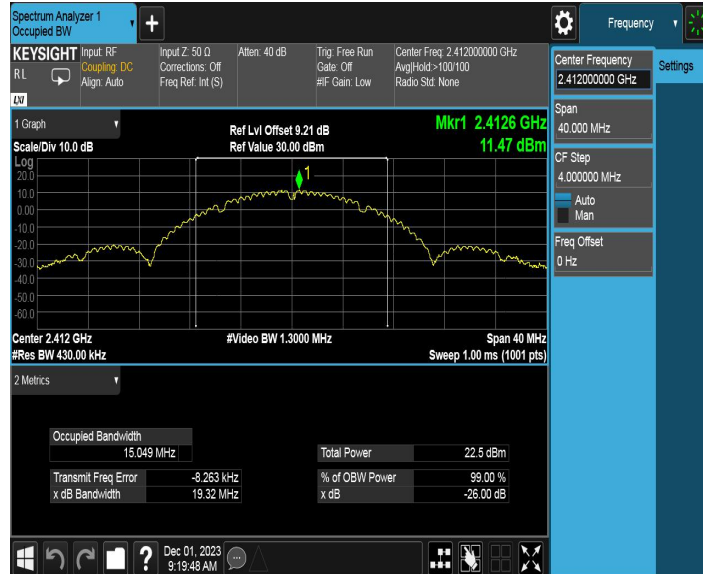 Spectrum Analyzer 1
Occupied BW
+
Frequency
KEYSIGHT
RL
LXI
Input: RF
Coupling: DC
Align: Auto
Input Z: 50 Ω
Corrections: Off
Freq Ref: Int (S)
Atten: 40 dB
Trig: Free Run
Gate: Off
#IF Gain: Low
Center Freq: 2.412000000 GHz
Avg|Hold:>100/100
Radio Std: None
Center Frequency
2.412000000 GHz
Settings
Span
40.000 MHz
CF Step
4.000000 MHz
Auto
Man
Freq Offset
0 Hz
1 Graph
Scale/Div 10.0 dB
Ref Lvl Offset 9.21 dB
Ref Value 30.00 dBm
Mkr1 2.4126 GHz
11.47 dBm
Log
20.0
10.0
0.00
-10.0
-20.0
-30.0
-40.0
-50.0
-60.0
1
Center 2.412 GHz
#Res BW 430.00 kHz
#Video BW 1.3000 MHz
Span 40 MHz
Sweep 1.00 ms (1001 pts)
2 Metrics
Occupied Bandwidth
15.049 MHz
Transmit Freq Error -8.263 kHz
x dB Bandwidth 19.32 MHz
Total Power 22.5 dBm
% of OBW Power 99.00 %
x dB -26.00 dB
?
Dec 01, 2023
9:19:48 AM